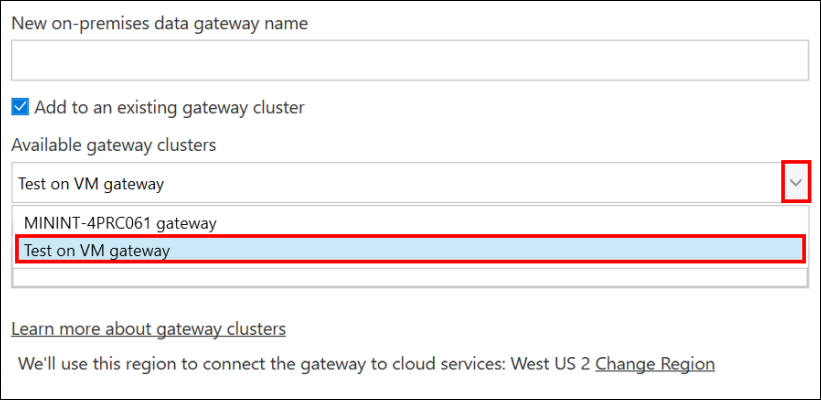 New on-premises data gateway name
Add to an existing gateway cluster
Available gateway clusters
Test on VM gateway
MININT-4PRC061 gateway
Test on VM gateway
Learn more about gateway clusters
We'll use this region to connect the gateway to cloud services: West US 2 Change Region